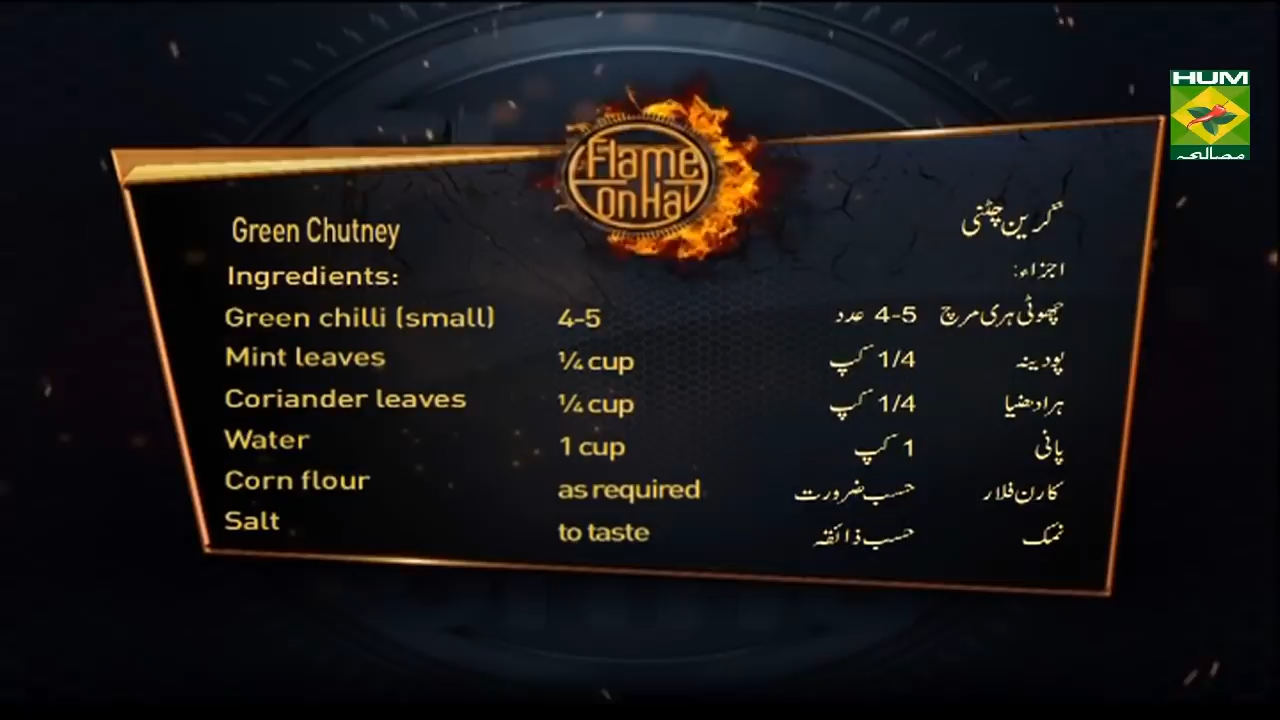 HUM
مصالحہ
Flame
on Hai
Green Chutney
گرین چٹنی
Ingredients:
اجزاء:
Green chilli (small) 4-5
چھوٹی ہری مرچ 4-5 عدد
Mint leaves ¼ cup
پودینہ 1/4 کپ
Coriander leaves ¼ cup
ہرا دھنیا 1/4 کپ
Water 1 cup
پانی 1 کپ
Corn flour as required
کارن فلار حسب ضرورت
Salt to taste
نمک حسب ذائقہ